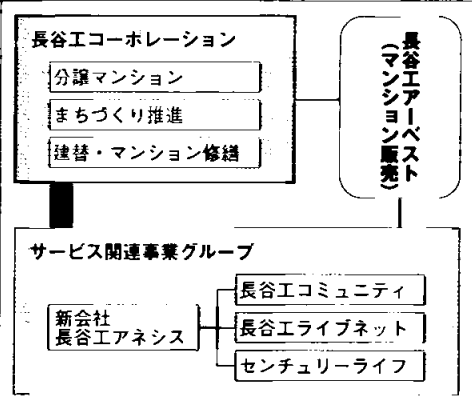 長谷工コーポレーション
分譲マンション
まちづくり推進
建替・マンション修繕
長谷工アーベスト
(マンション販売)
サービス関連事業グループ
新会社
長谷工アネシス
長谷工コミュニティ
長谷工ライブネット
センチュリーライフ